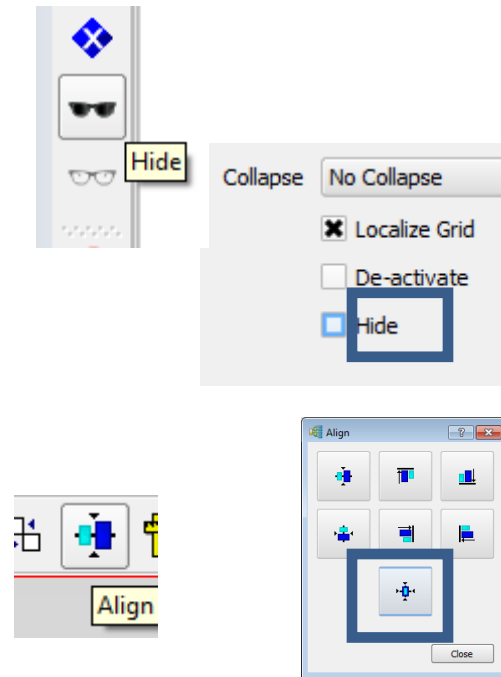 Hide
Collapse No Collapse
Localize Grid
De-activate
Hide
Align
Align
Close